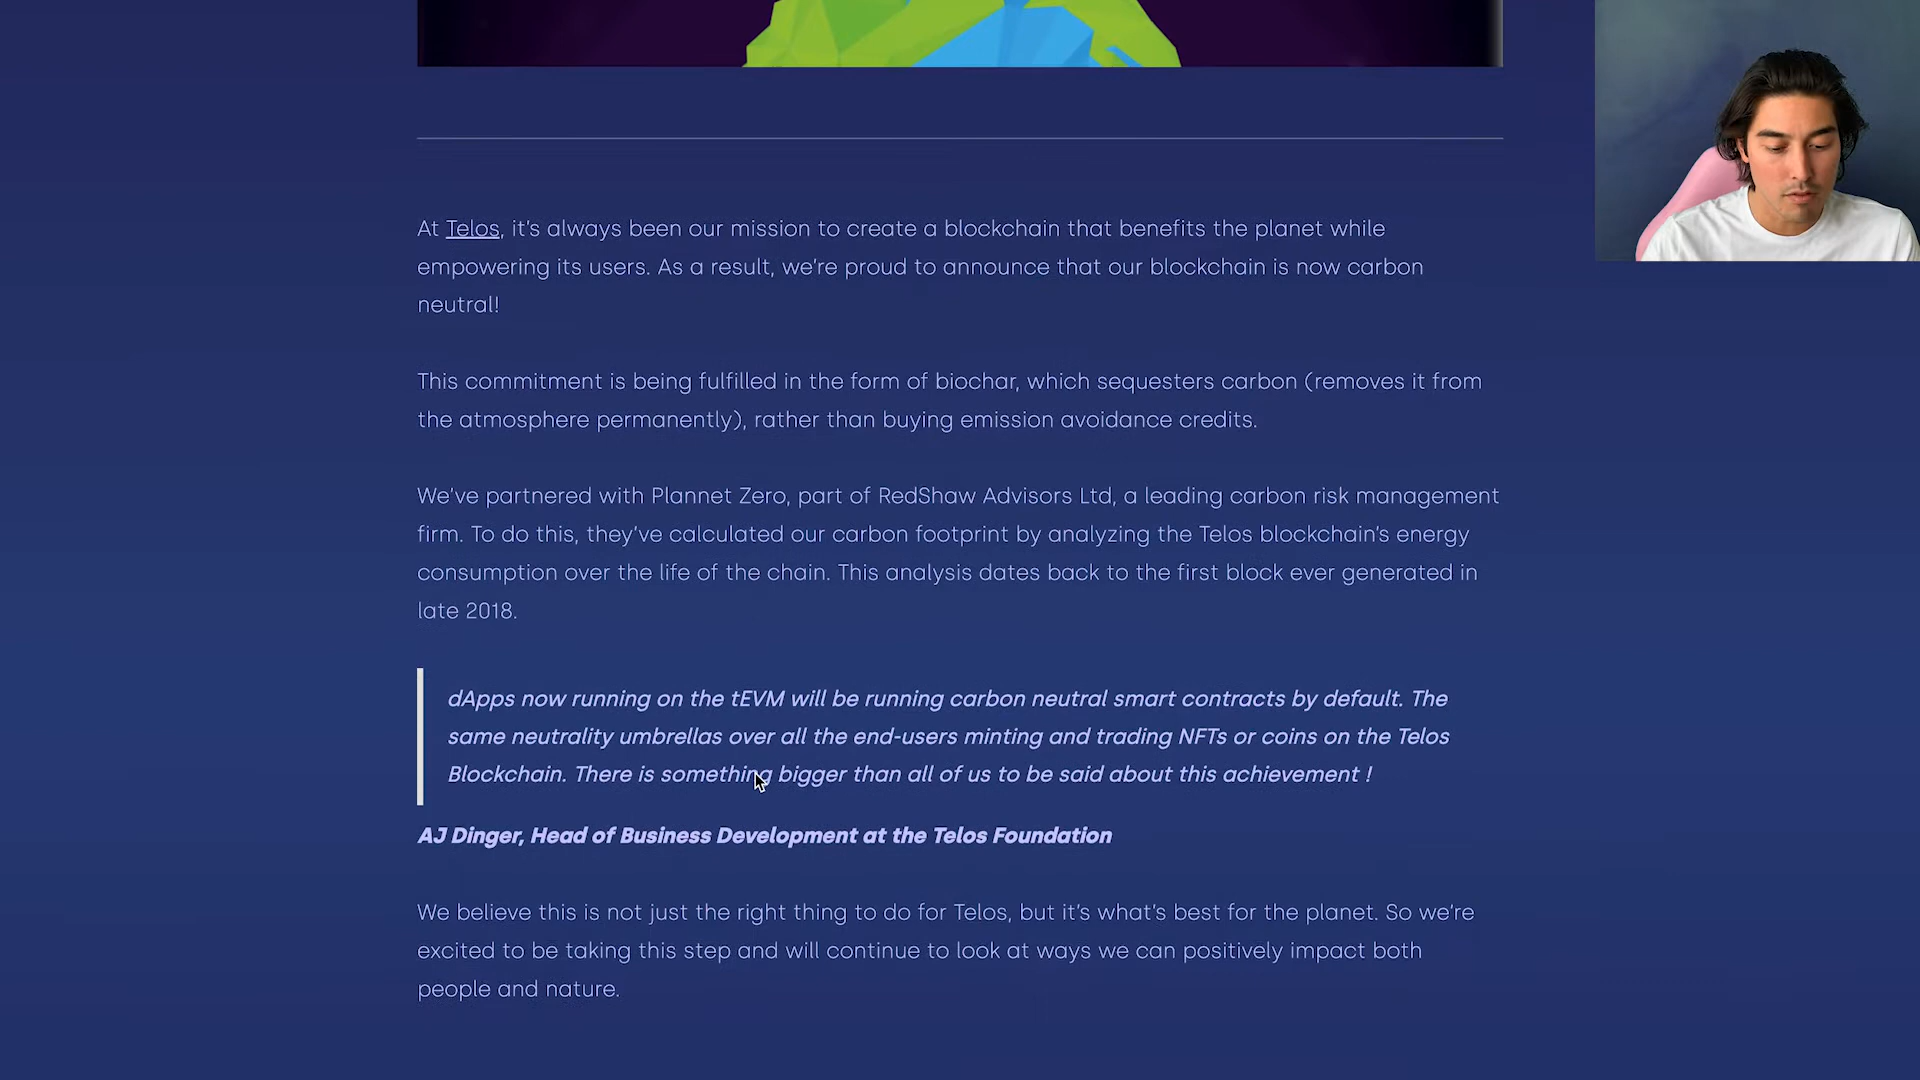 At Telos, it's always been our mission to create a blockchain that benefits the planet while
empowering its users. As a result, we're proud to announce that our blockchain is now carbon
neutral!
This commitment is being fulfilled in the form of biochar, which sequesters carbon (removes it from
the atmosphere permanently), rather than buying emission avoidance credits.
We've partnered with Plannet Zero, part of RedShaw Advisors Ltd, a leading carbon risk management
firm. To do this, they've calculated our carbon footprint by analyzing the Telos blockchain's energy
consumption over the life of the chain. This analysis dates back to the first block ever generated in
late 2018.
dApps now running on the tEVM will be running carbon neutral smart contracts by default. The
same neutrality umbrellas over all the end-users minting and trading NFTs or coins on the Telos
Blockchain. There is something bigger than all of us to be said about this achievement !
AJ Dinger, Head of Business Development at the Telos Foundation
We believe this is not just the right thing to do for Telos, but it's what's best for the planet. So we're
excited to be taking this step and will continue to look at ways we can positively impact both
people and nature.